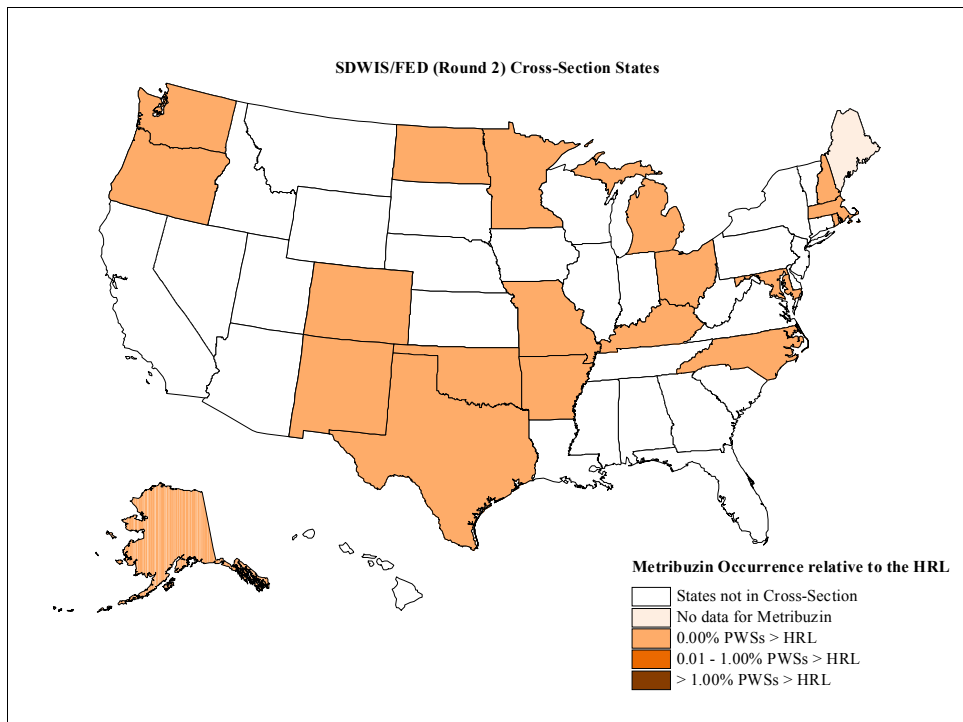 SDWIS/FED (Round 2) Cross-Section States
Metribuzin Occurrence relative to the HRL
States not in Cross-Section
No data for Metribuzin
0.00% PWSs > HRL
0.01 - 1.00% PWSs > HRL
> 1.00% PWSs > HRL